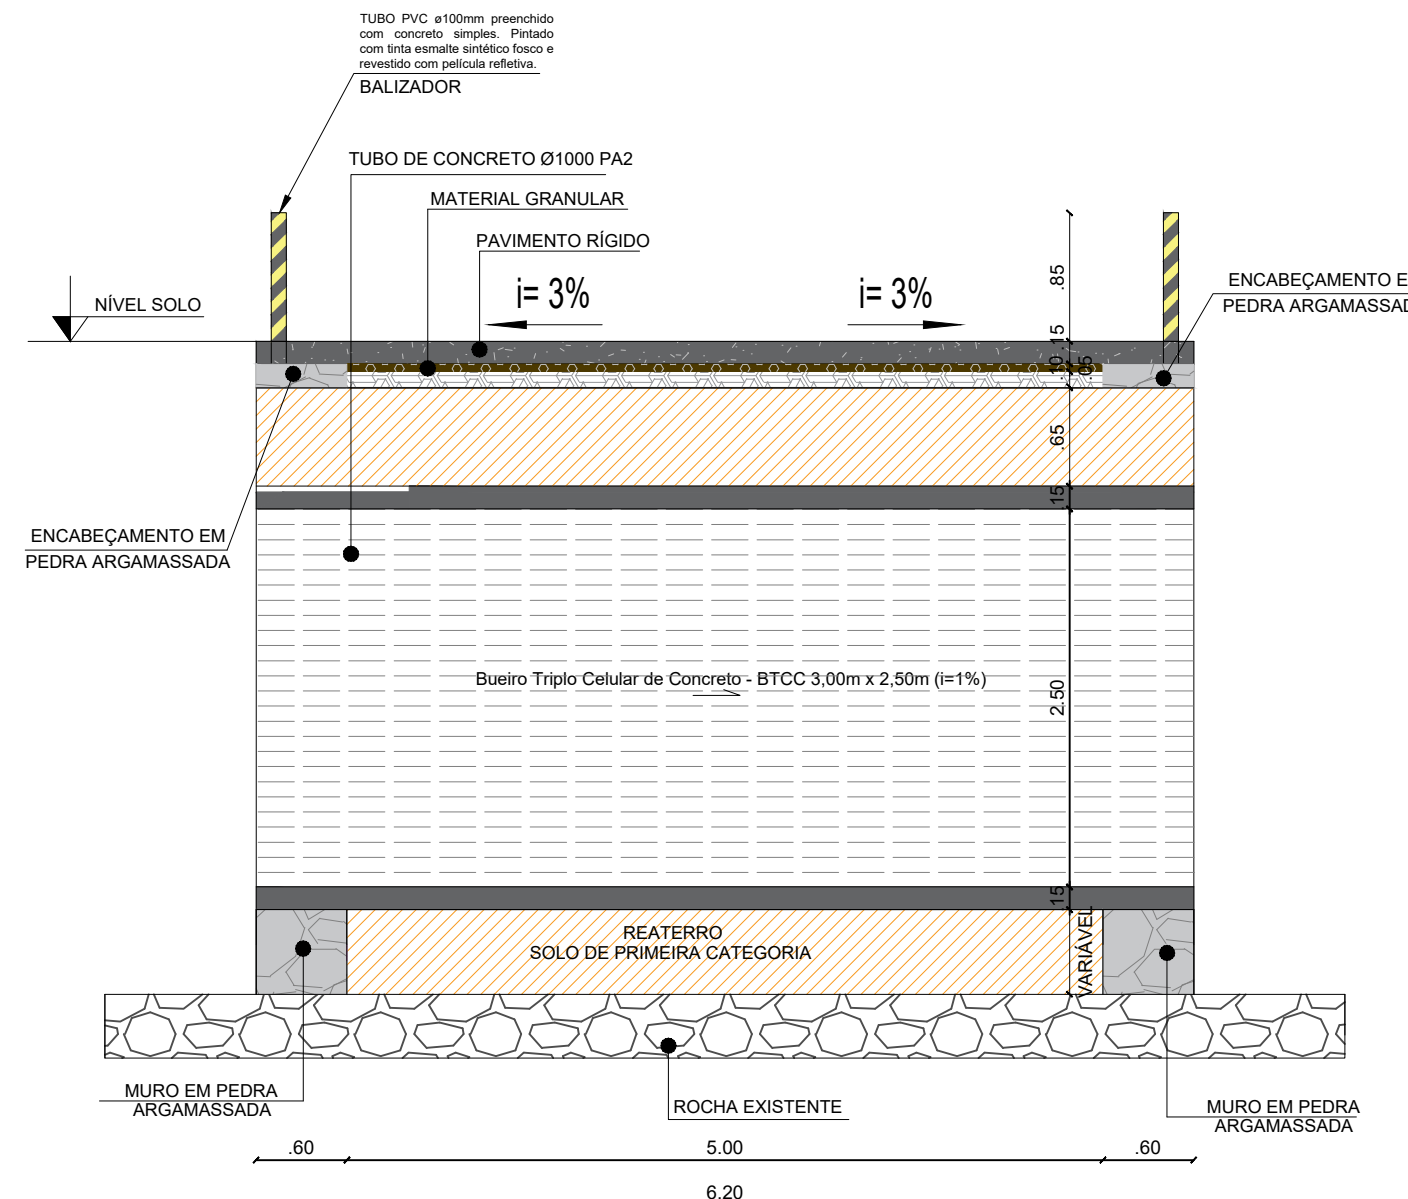 TUBO PVC ø100mm preenchido
com concreto simples. Pintado
com tinta esmalte sintético fosco e
revestido com película refletiva.
BALIZADOR
TUBO DE CONCRETO Ø1000 PA2
MATERIAL GRANULAR
PAVIMENTO RÍGIDO
i= 3%
i= 3%
NÍVEL SOLO
ENCABEÇAMENTO E
PEDRA ARGAMASSAD
.85
.15
.10
.05
.65
.15
ENCABEÇAMENTO EM
PEDRA ARGAMASSADA
Bueiro Triplo Celular de Concreto - BTCC 3,00m x 2,50m (i=1%)
2.50
.15
REATERRO
SOLO DE PRIMEIRA CATEGORIA
VARIÁVEL
MURO EM PEDRA
ARGAMASSADA
ROCHA EXISTENTE
MURO EM PEDRA
ARGAMASSADA
.60
5.00
.60
6.20